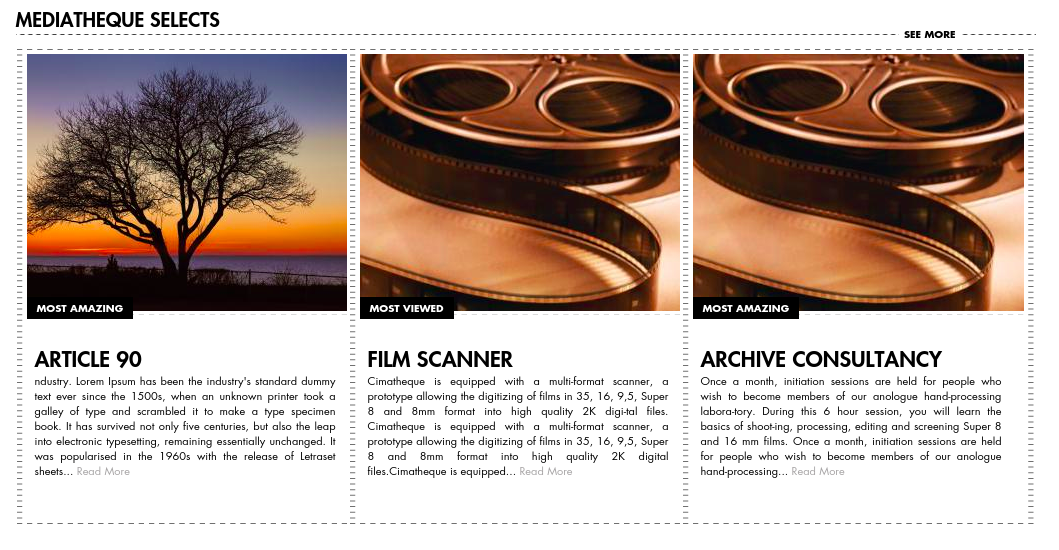 MEDIATHEQUE SELECTS
SEE MORE
MOST AMAZING
ARTICLE 90
ndustry. Lorem Ipsum has been the industry's standard dummy
text ever since the 1500s, when an unknown printer took a
galley of type and scrambled it to make a type specimen
book. It has survived not only five centuries, but also the leap
into electronic typesetting, remaining essentially unchanged. It
was popularised in the 1960s with the release of Letraset
sheets... Read More
MOST VIEWED
FILM SCANNER
Cimatheque is equipped with a multi-format scanner, a
prototype allowing the digitizing of films in 35, 16, 9,5, Super
8 and 8mm format into high quality 2K digi-tal files.
Cimatheque is equipped with a multi-format scanner, a
prototype allowing the digitizing of films in 35, 16, 9,5, Super
8 and 8mm format into high quality 2K digital
files.Cimatheque is equipped... Read More
MOST AMAZING
ARCHIVE CONSULTANCY
Once a month, initiation sessions are held for people who
wish to become members of our anologue hand-processing
labora-tory. During this 6 hour session, you will learn the
basics of shoot-ing, processing, editing and screening Super 8
and 16 mm films. Once a month, initiation sessions are held
for people who wish to become members of our anologue
hand-processing... Read More